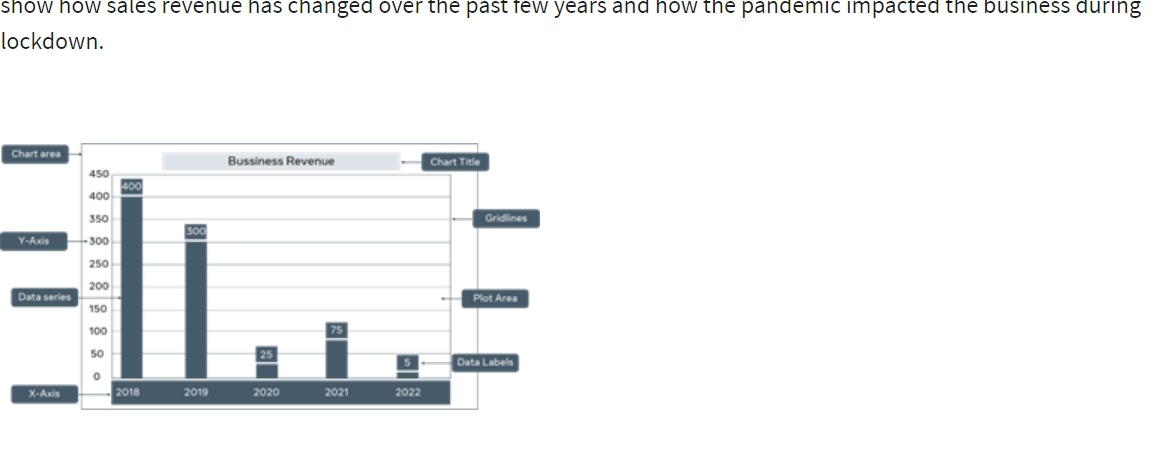 show how sales revenue has changed over the past few years and how the pandemic impacted the business during
lockdown.
Chart area
Bussiness Revenue
Chart Title
450
400
400
350
Gridlines
300
Y-Axis
300
250
200
Data series
Plot Area
150
100
75
50
25
5
Data Labels
0
X-Axis
2018
2019
2020
2021
2022